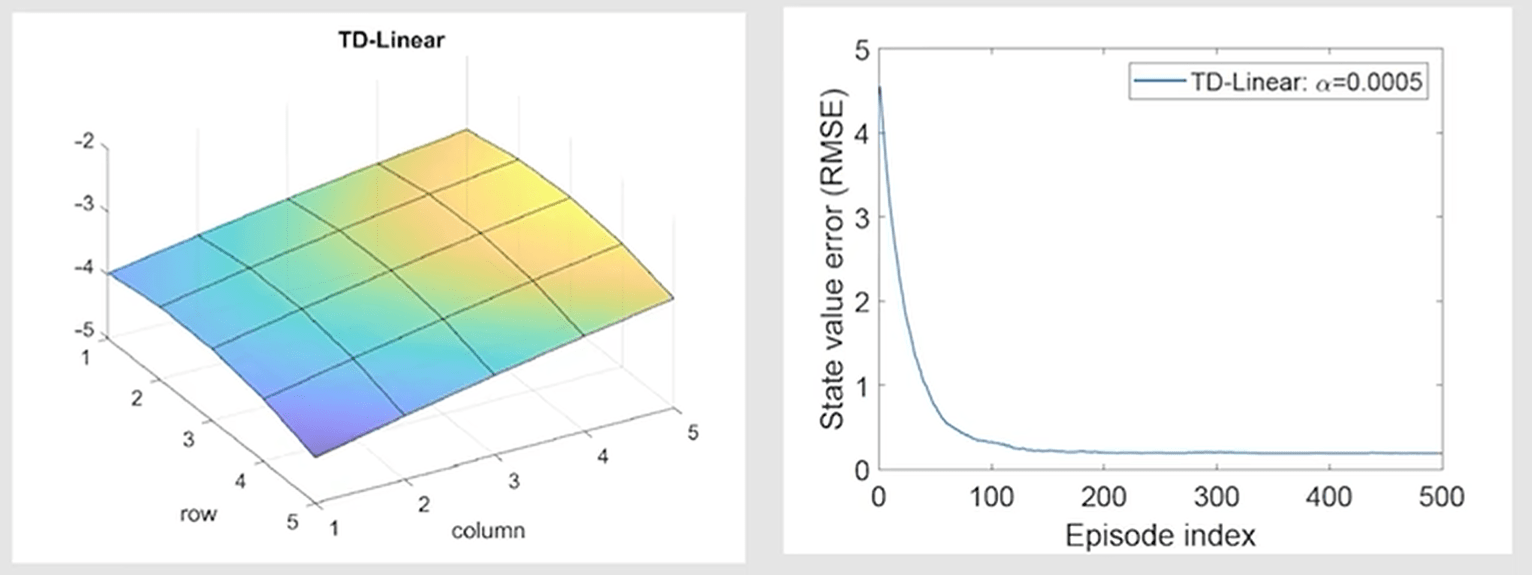 TD-Linear
-2
-3
-4
-5
1
2
3
4
5
row
1
2
3
4
5
column
5
4
3
2
1
0
State value error (RMSE)
TD-Linear: α=0.0005
0 100 200 300 400 500
Episode index